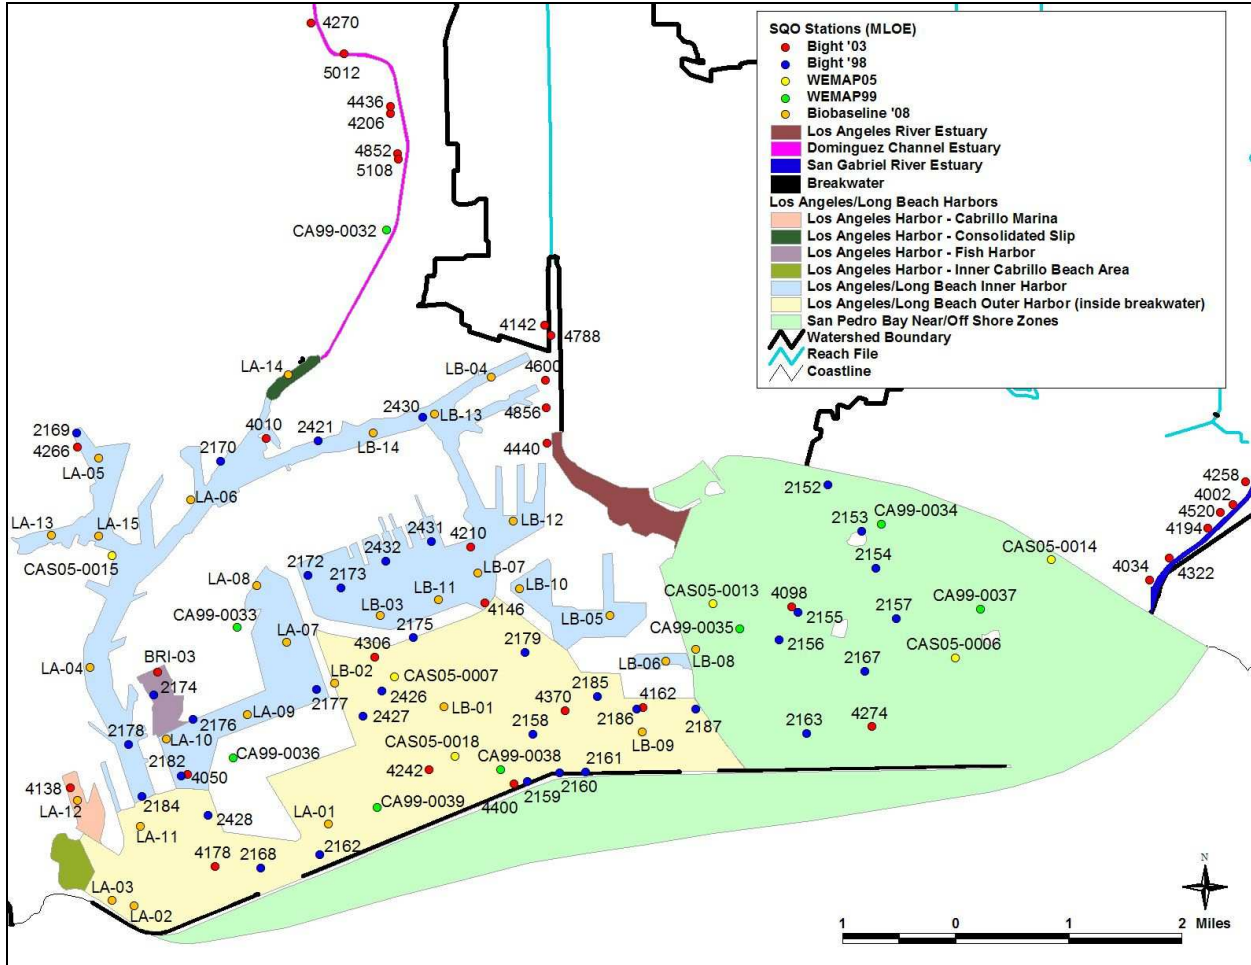 4270
5012
4436
4206
4852
5108
CA99-0032
SQO Stations (MLOE)
Bight '03
Bight '98
WEMAP05
WEMAP99
Biobaseline '08
Los Angeles River Estuary
Dominguez Channel Estuary
San Gabriel River Estuary
Breakwater
Los Angeles/Long Beach Harbors
Los Angeles Harbor - Cabrillo Marina
Los Angeles Harbor - Consolidated Slip
Los Angeles Harbor - Fish Harbor
Los Angeles Harbor - Inner Cabrillo Beach Area
Los Angeles/Long Beach Inner Harbor
Los Angeles/Long Beach Outer Harbor (inside breakwater)
San Pedro Bay Near/Off Shore Zones
Watershed Boundary
Reach File
Coastline
4142
4788
LA-14
LB-04
4600
2430
LB-13
4856
2169
4266
LA-05
2170
4010
2421
LB-14
4440
LA-06
LA-13
LA-15
CAS05-0015
2431
4210
LB-12
2432
2172
2173
LB-07
LA-08
LB-11
LB-10
LB-03
CA99-0033
LA-07
4146
LB-05
2175
4306
2179
LA-04
BRI-03
2174
LB-02
CAS05-0007
LB-06
LB-08
2177
2426
2427
LB-01
2185
4370
4162
2186
2187
LB-09
2158
LA-09
2176
2178
LA-10
CA99-0036
2182
4050
CAS05-0018
CA99-0038
4242
2161
2160
2159
4400
CA99-0039
4138
LA-12
2184
LA-11
2428
LA-01
4178
2168
2162
LA-03
LA-02
2152
2153
CA99-0034
2154
CAS05-0014
CAS05-0013
4098
2155
2157
CA99-0037
CA99-0035
2156
CAS05-0006
2167
2163
4274
4258
4002
4520
4194
4034
4322
N
1
0
1
2
Miles